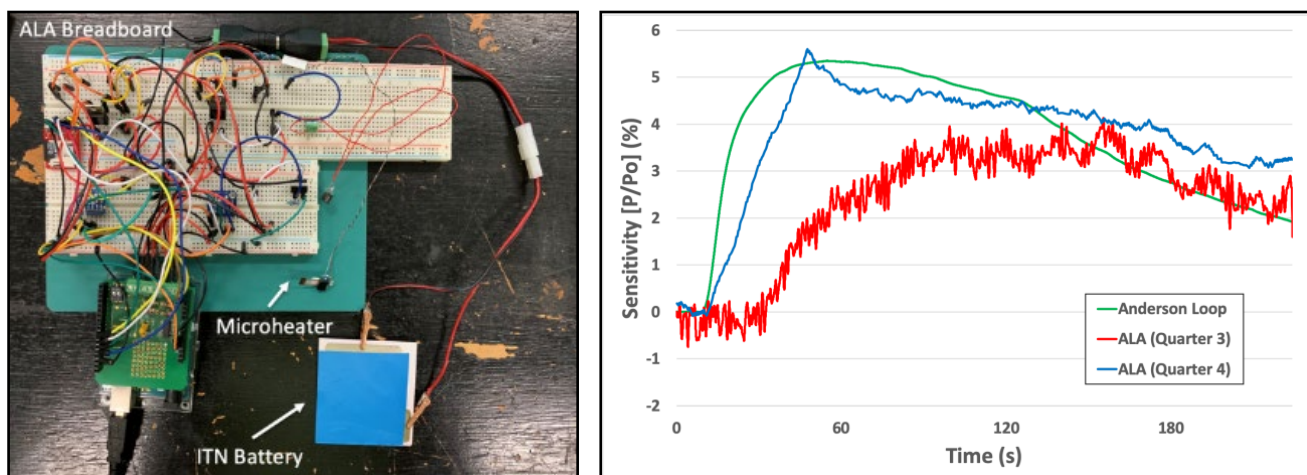 ALA Breadboard
Microheater
ITN Battery
Sensitivity [P/Po] (%)
6
5
4
3
2
1
0
-1
-2
Anderson Loop
ALA (Quarter 3)
ALA (Quarter 4)
0
60
120
180
Time (s)